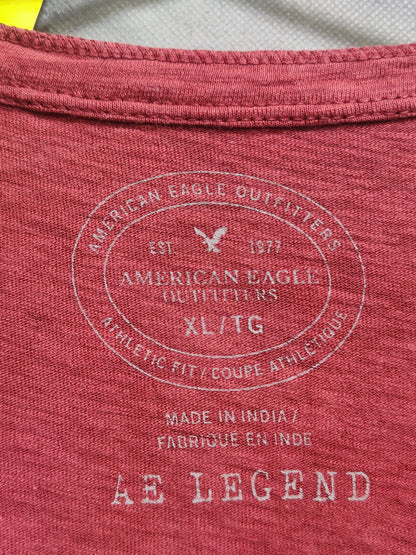 AMERICAN EAGLE OUTFITTERS
EST. 1977
AMERICAN EAGLE
OUTFITTERS
XL/TG
ATHLETIC FIT / COUPE ATHLÉTIQUE
MADE IN INDIA/
FABRIQUE EN INDE
AE LEGEND